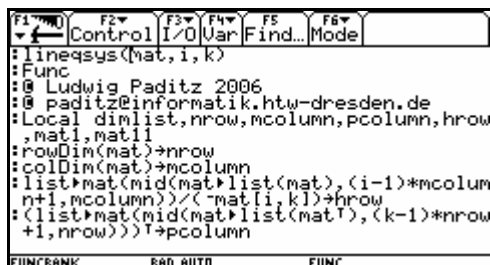 F1 F2 F3 F4 F5 F6
Control I/O Var Find... Mode
:lineqsys(mat,i,k)
:Func
:© Ludwig Paditz 2006
:© paditz@informatik.htw-dresden.de
:Local dimlist,nrow,mcolumn,pcolumn,hrow
,mat1,mat11
:rowDim(mat)→nrow
:colDim(mat)→mcolumn
:list▸mat(mid(mat▸list(mat),(i-1)*mcolum
n+1,mcolumn))/(⁻mat[i,k])→hrow
:(list▸mat(mid(mat▸list(matᵀ),(k-1)*nrow
+1,nrow)))ᵀ→pcolumn
FUNCRANK RAD AUTO FUNC